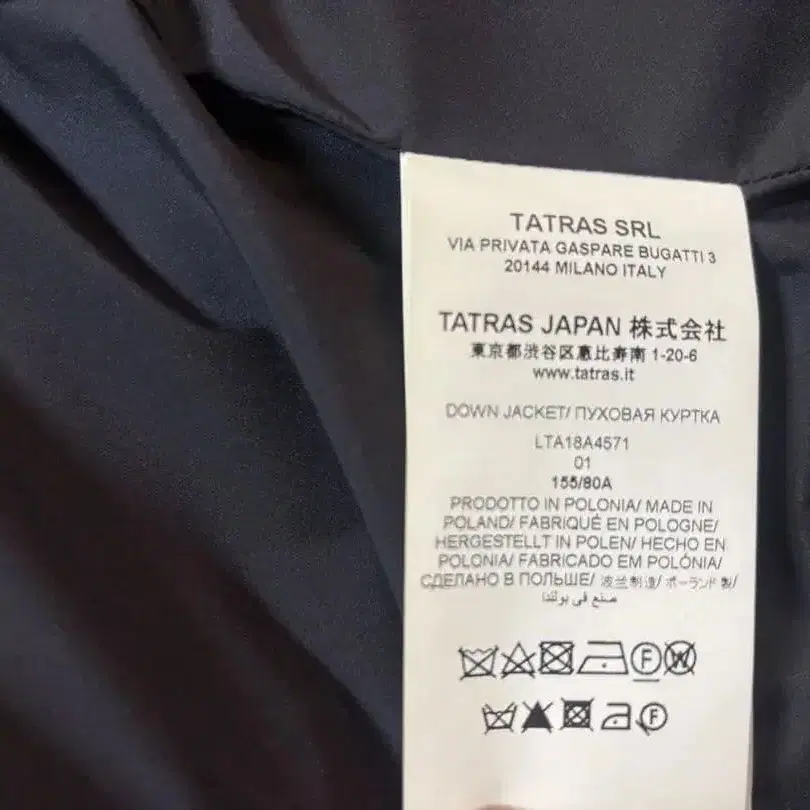 TATRAS SRL
VIA PRIVATA GASPARE BUGATTI 3
20144 MILANO ITALY
TATRAS JAPAN 株式会社
東京都渋谷区恵比寿南 1-20-6
www.tatras.it
DOWN JACKET/ ПУХОВАЯ КУРТКА
LTA18A4571
01
155/80A
PRODOTTO IN POLONIA/ MADE IN
POLAND/ FABRIQUÉ EN POLOGNE/
HERGESTELLT IN POLEN/ HECHO EN
POLONIA/ FABRICADO EM POLÓNIA/
СДЕЛАНО В ПОЛЬШЕ/ 波兰制造/ ポーランド製/
صنع في بولندا
F W
F